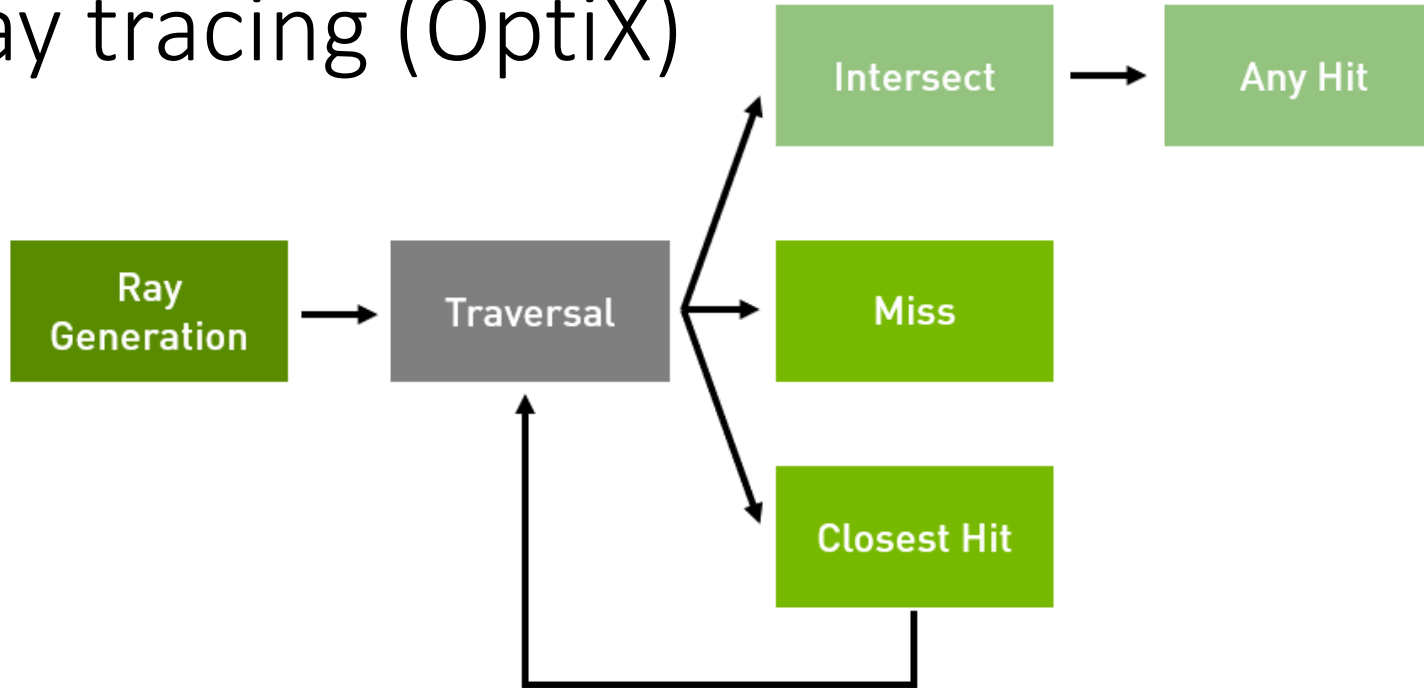 ay tracing (OptiX)
Intersect
Any Hit
Ray
Generation
Traversal
Miss
Closest Hit